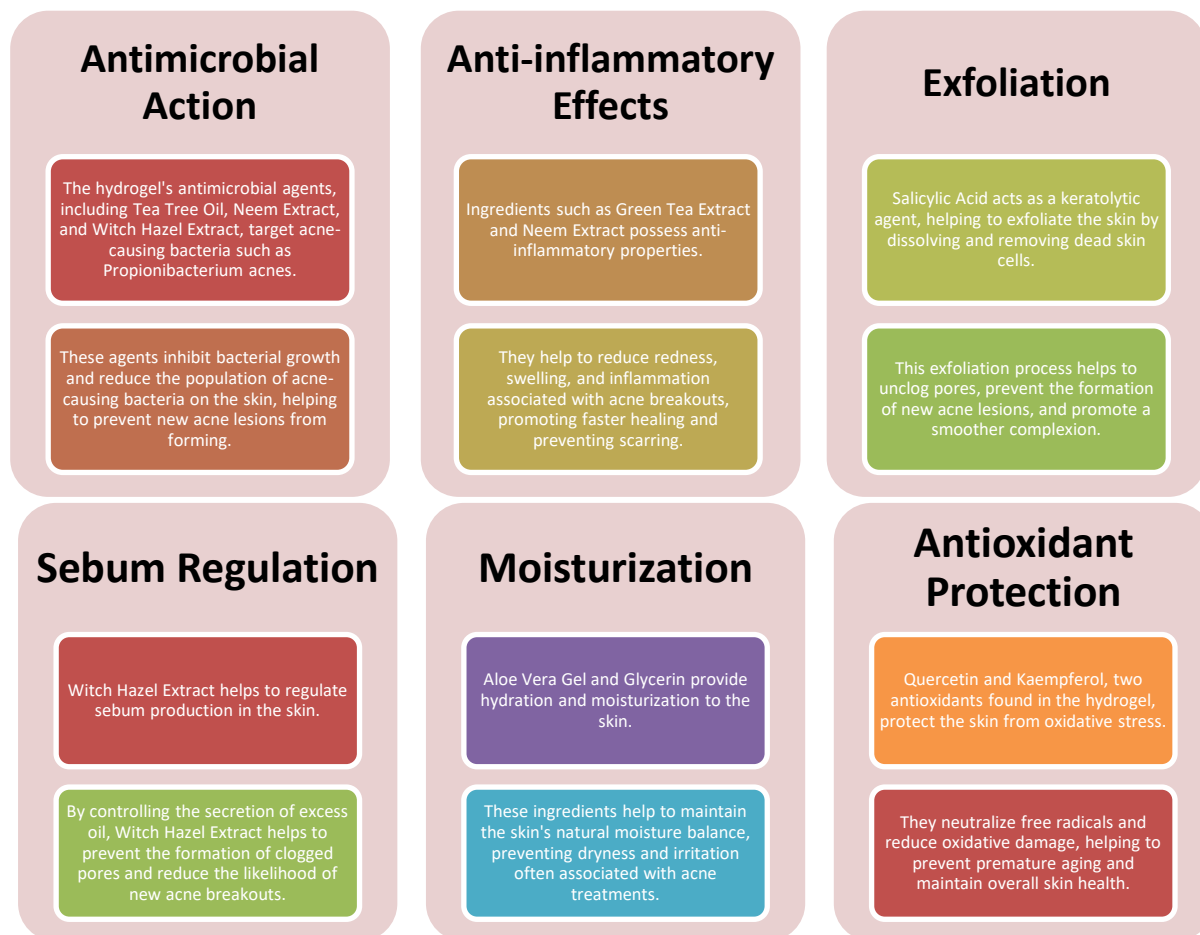 Antimicrobial
Action
The hydrogel's antimicrobial agents,
including Tea Tree Oil, Neem Extract,
and Witch Hazel Extract, target acne-
causing bacteria such as
Propionibacterium acnes.
These agents inhibit bacterial growth
and reduce the population of acne-
causing bacteria on the skin, helping
to prevent new acne lesions from
forming.
Anti-inflammatory
Effects
Ingredients such as Green Tea Extract
and Neem Extract possess anti-
inflammatory properties.
They help to reduce redness,
swelling, and inflammation
associated with acne breakouts,
promoting faster healing and
preventing scarring.
Exfoliation
Salicylic Acid acts as a keratolytic
agent, helping to exfoliate the skin by
dissolving and removing dead skin
cells.
This exfoliation process helps to
unclog pores, prevent the formation
of new acne lesions, and promote a
smoother complexion.
Sebum Regulation
Witch Hazel Extract helps to regulate
sebum production in the skin.
By controlling the secretion of excess
oil, Witch Hazel Extract helps to
prevent the formation of clogged
pores and reduce the likelihood of
new acne breakouts.
Moisturization
Aloe Vera Gel and Glycerin provide
hydration and moisturization to the
skin.
These ingredients help to maintain
the skin's natural moisture balance,
preventing dryness and irritation
often associated with acne
treatments.
Antioxidant
Protection
Quercetin and Kaempferol, two
antioxidants found in the hydrogel,
protect the skin from oxidative stress.
They neutralize free radicals and
reduce oxidative damage, helping to
prevent premature aging and
maintain overall skin health.